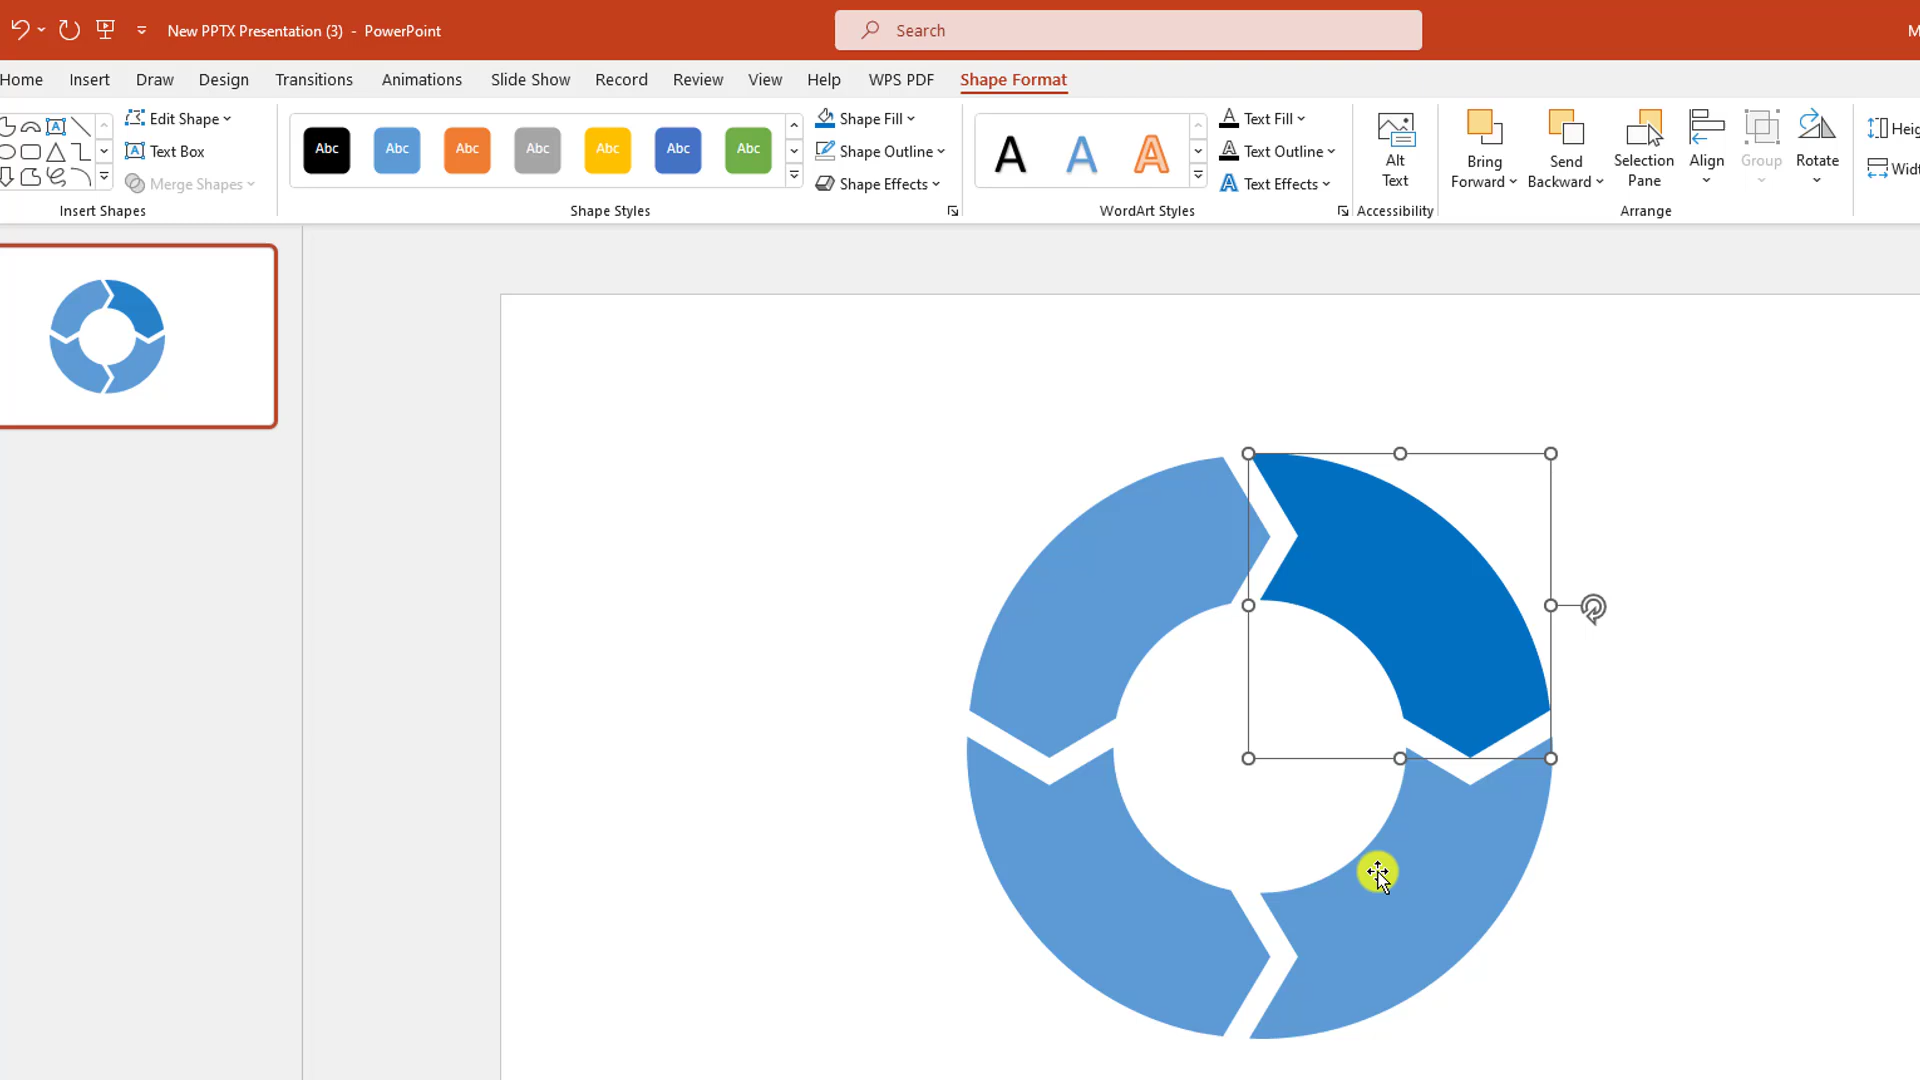 New PPTX Presentation (3) - PowerPoint
Search
Home Insert Draw Design Transitions Animations Slide Show Record Review View Help WPS PDF Shape Format
Edit Shape
Text Box
Merge Shapes
Insert Shapes
Abc Abc Abc Abc Abc Abc Abc
Shape Fill
Shape Outline
Shape Effects
Shape Styles
A A A
Text Fill
Text Outline
Text Effects
WordArt Styles
Alt Text
Accessibility
Bring Forward
Send Backward
Selection Pane
Align
Group
Rotate
Arrange